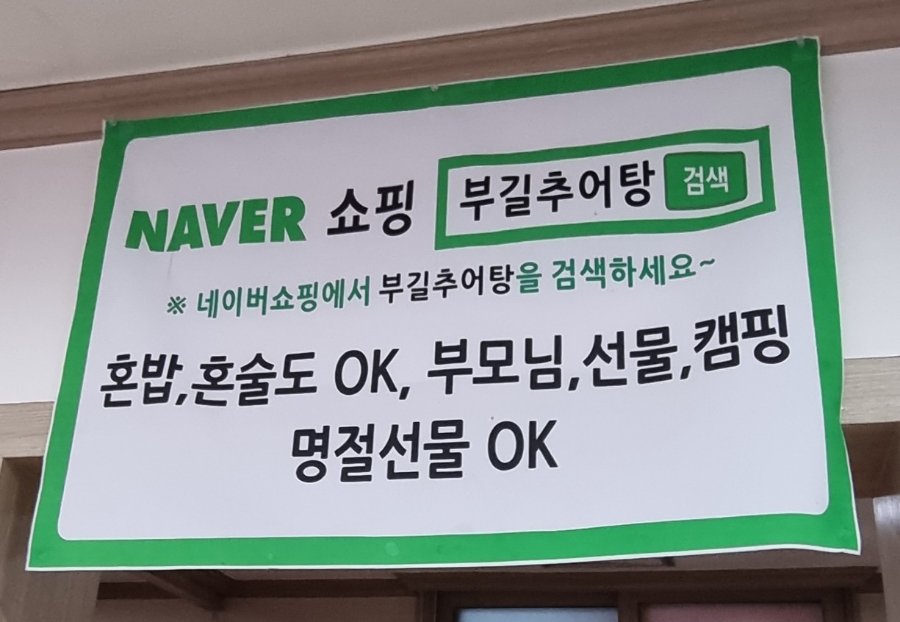 NAVER 쇼핑 부길추어탕 검색
※ 네이버쇼핑에서 부길추어탕을 검색하세요~
혼밥,혼술도 OK, 부모님,선물,캠핑
명절선물 OK